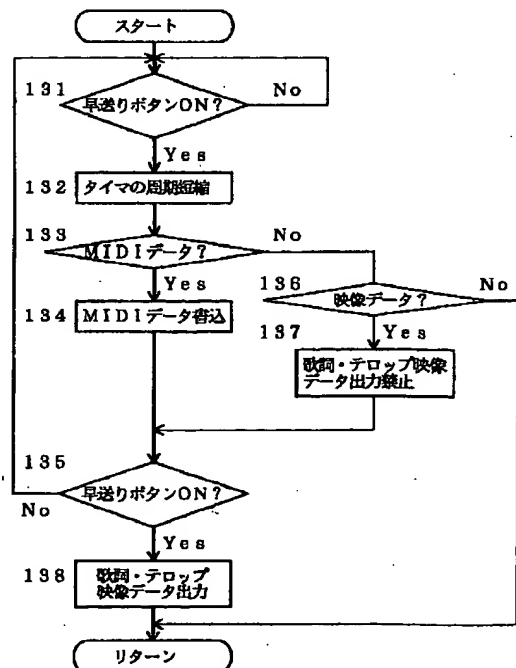 スタート
131
早送りボタンON?
No
Yes
132
タイマの周期短縮
133
MIDIデータ?
No
Yes
134
MIDIデータ書込
136
映像データ?
No
Yes
137
歌詞・テロップ映像
データ出力禁止
135
早送りボタンON?
No
Yes
138
歌詞・テロップ
映像データ出力
リターン